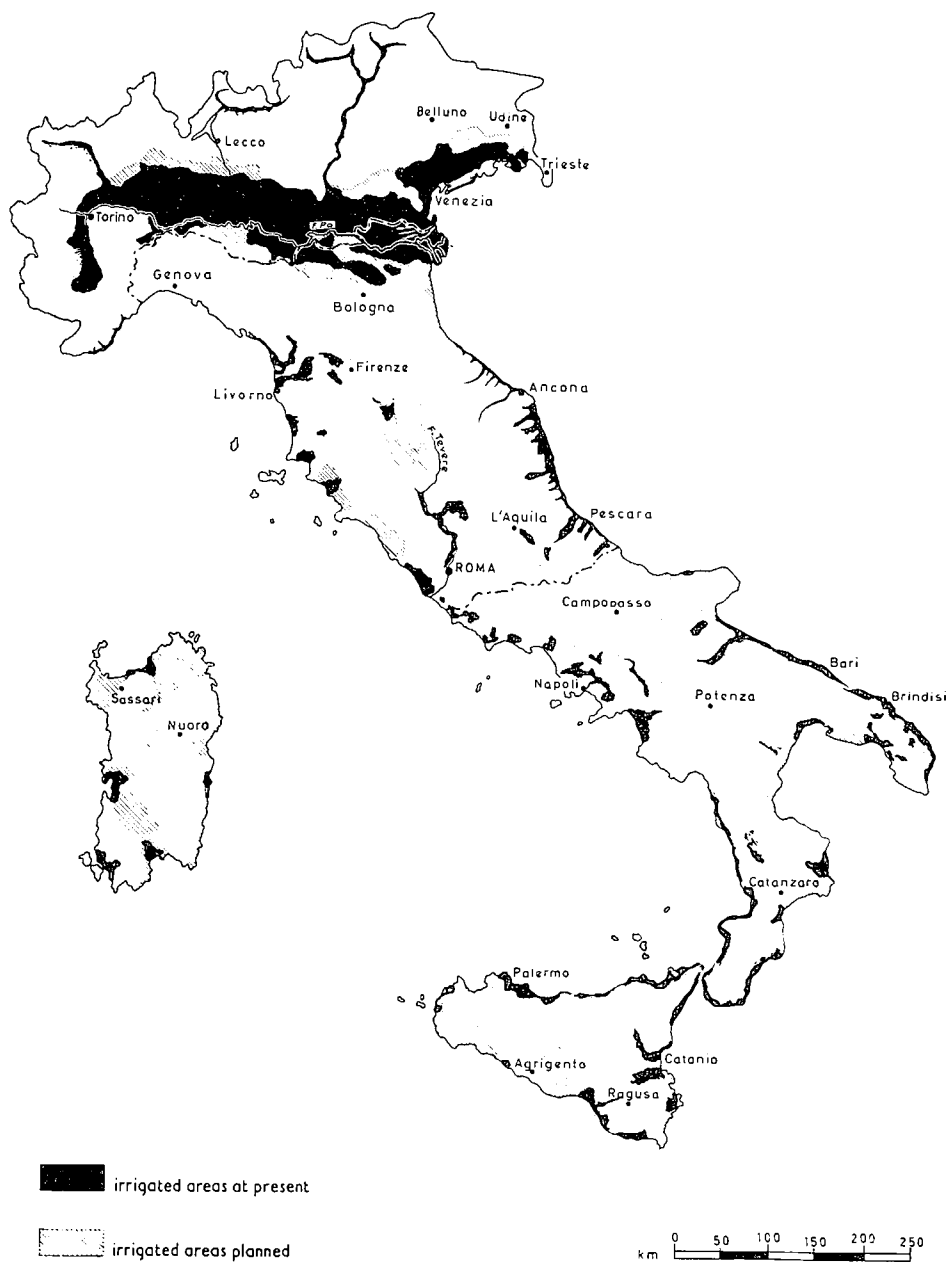 Belluno
Udine
Lecco
Trieste
Venezia
Torino
F. Po
Genova
Bologna
Firenze
Livorno
Ancona
F. Tevere
L'Aquila
Pescara
ROMA
Campobasso
Bari
Napoli
Potenza
Brindisi
Sassari
Nuoro
Catanzaro
Palermo
Catania
Agrigento
Ragusa
irrigated areas at present
irrigated areas planned
km 0 50 100 150 200 250